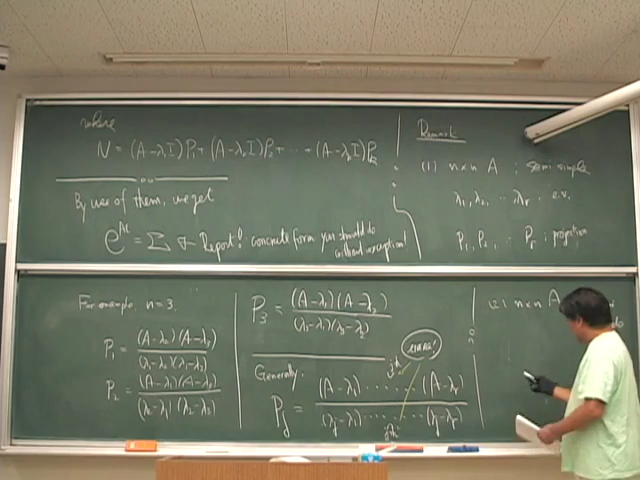 where
N = (A-λ₁I)P₁+(A-λ₂I)P₂+ ··· +(A-λᵣI)Pᵣ
By use of them, we get
e^{At} = Σ ← Report! concrete form you should do
without exception!
Remark
(1) n×n A ; semi simple
λ₁, λ₂, ··· λᵣ ; e.v.
P₁, P₂, ··· Pᵣ ; projection
For example, n=3.
P₁ = (A-λ₂)(A-λ₃) / (λ₁-λ₂)(λ₁-λ₃)
P₂ = (A-λ₁)(A-λ₃) / (λ₂-λ₁)(λ₂-λ₃)
P₃ = (A-λ₁)(A-λ₂) / (λ₃-λ₁)(λ₃-λ₂)
Generally,
jth
Pⱼ = (A-λ₁)·······(A-λᵣ) / (λⱼ-λ₁)·······(λⱼ-λᵣ)
jth
(2) n×n A